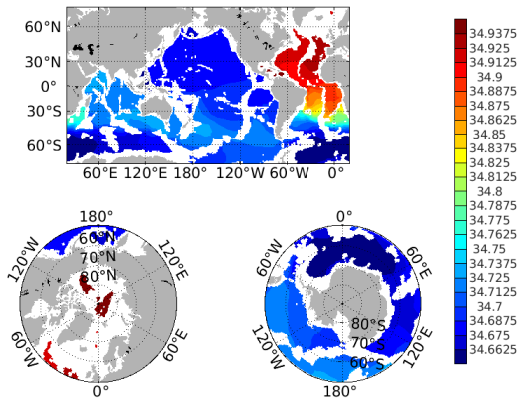 60°N
30°N
0°
30°S
60°S
60°E 120°E 180°W 120°W 60°W 0°
34.9375
34.925
34.9125
34.9
34.8875
34.875
34.8625
34.85
34.8375
34.825
34.8125
34.8
34.7875
34.775
34.7625
34.75
34.7375
34.725
34.7125
34.7
34.6875
34.675
34.6625
180°
120°W
60°N
120°E
70°N
80°N
60°W
60°E
0°
0°
60°W
60°E
80°S
70°S
60°S
120°W
120°E
180°